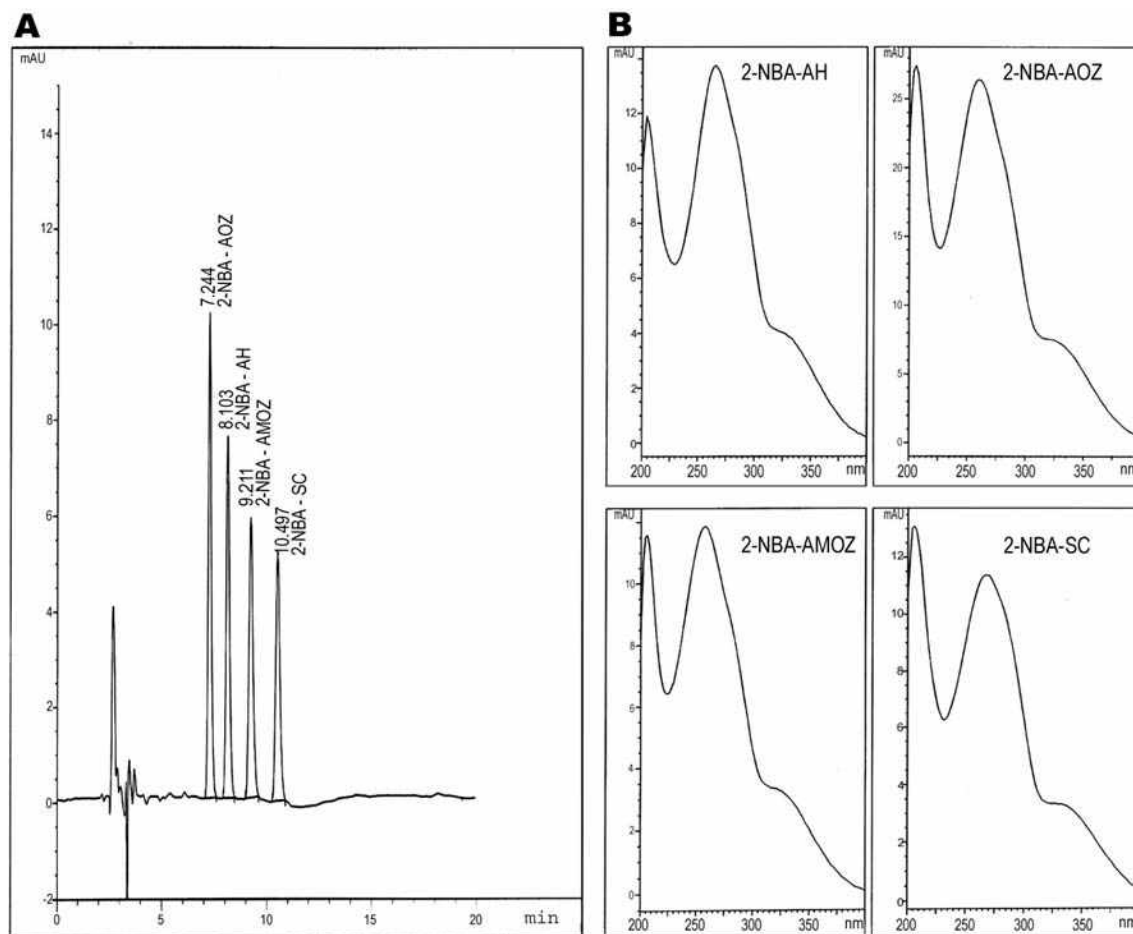 A
mAU
14
12
10
8
6
4
2
0
-2
0
5
10
15
20
min
7.244
2-NBA - AOZ
8.103
2-NBA - AH
9.211
2-NBA - AMOZ
10.497
2-NBA - SC
B
mAU
2-NBA-AH
12
10
8
6
4
2
0
200 250 300 350 nm
mAU
2-NBA-AOZ
25
20
15
10
5
0
200 250 300 350 nm
mAU
2-NBA-AMOZ
10
8
6
4
2
0
200 250 300 350 nm
mAU
2-NBA-SC
12
10
8
6
4
2
0
200 250 300 350 nm